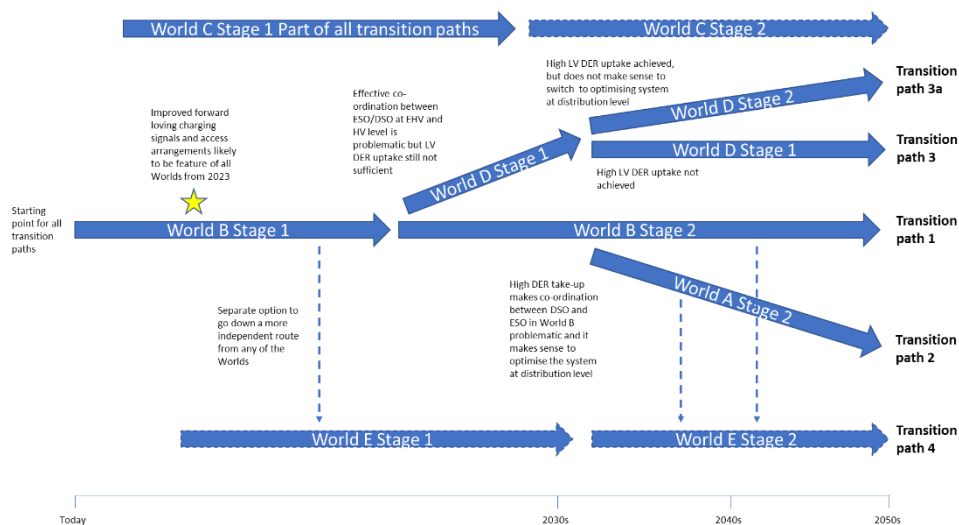 World C Stage 1 Part of all transition paths
World C Stage 2
High LV DER uptake achieved,
but does not make sense to
switch to optimising system
at distribution level
Transition
path 3a
World D Stage 2
Effective co-
ordination between
ESO/DSO at EHV and
HV level is
problematic but LV
DER uptake still not
sufficient
Improved forward
loving charging
signals and access
arrangements likely
to be feature of all
Worlds from 2023
World D Stage 1
World D Stage 1
Transition
path 3
High LV DER uptake not
achieved
Starting
point for all
transition
paths
World B Stage 1
World B Stage 2
Transition
path 1
World A Stage 2
Separate option to
go down a more
independent route
from any of the
Worlds
High DER take-up
makes co-ordination
between DSO and
ESO in World B
problematic and it
makes sense to
optimise the system
at distribution level
Transition
path 2
World E Stage 1
World E Stage 2
Transition
path 4
Today
2030s
2040s
2050s